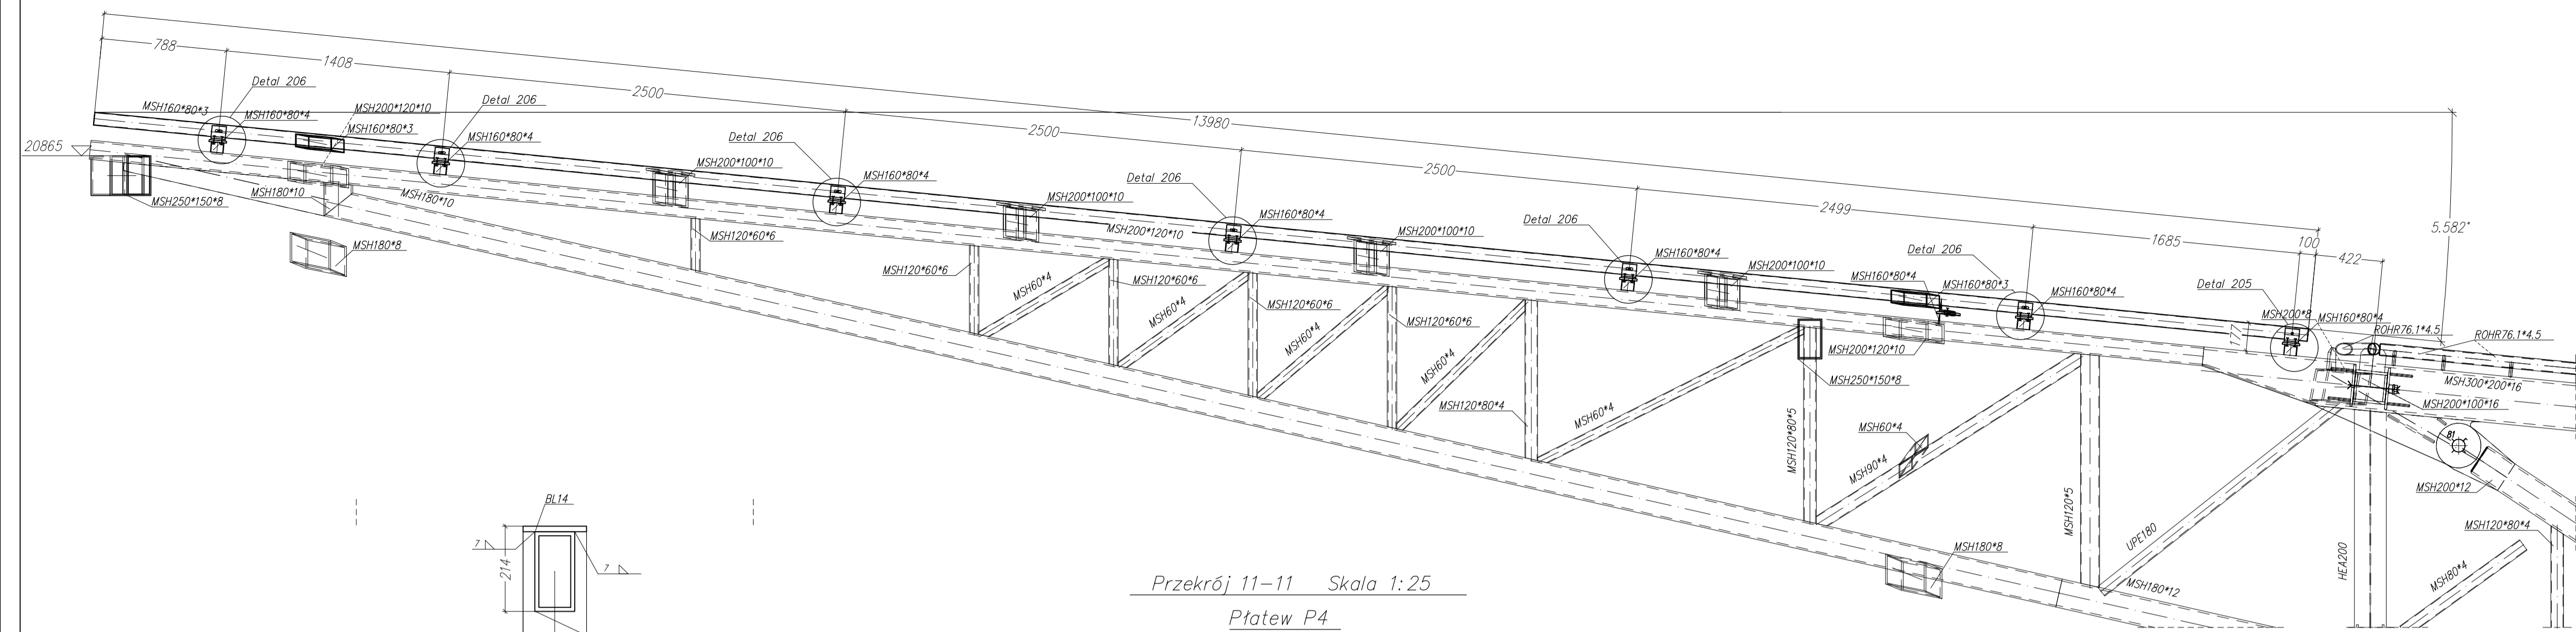 788
1408
2500
2500
13980
2500
2499
1685
100
422
5.582°
20865
MSH160*80*3
Detal 206
MSH160*80*4
MSH200*120*10
MSH160*80*3
Detal 206
MSH160*80*4
Detal 206
MSH160*80*4
MSH200*100*10
Detal 206
MSH160*80*4
MSH200*100*10
MSH200*120*10
MSH200*100*10
Detal 206
MSH160*80*4
MSH200*100*10
MSH160*80*4
Detal 206
MSH160*80*3
MSH160*80*4
Detal 205
MSH200*8
MSH160*80*4
177
ROHR76.1*4.5
ROHR76.1*4.5
MSH300*200*16
MSH200*100*16
MSH250*150*8
MSH180*10
MSH180*10
MSH180*8
MSH120*60*6
MSH120*60*6
MSH60*4
MSH120*60*6
MSH60*4
MSH120*60*6
MSH60*4
MSH120*60*6
MSH60*4
MSH120*80*4
MSH60*4
MSH200*120*10
MSH250*150*8
MSH120*80*5
MSH60*4
MSH90*4
MSH120*5
UPE180
HEA200
81
MSH200*12
MSH120*80*4
MSH80*4
MSH180*8
MSH180*12
BL14
7
7
214
Przekrój 11-11 Skala 1:25
Płatew P4